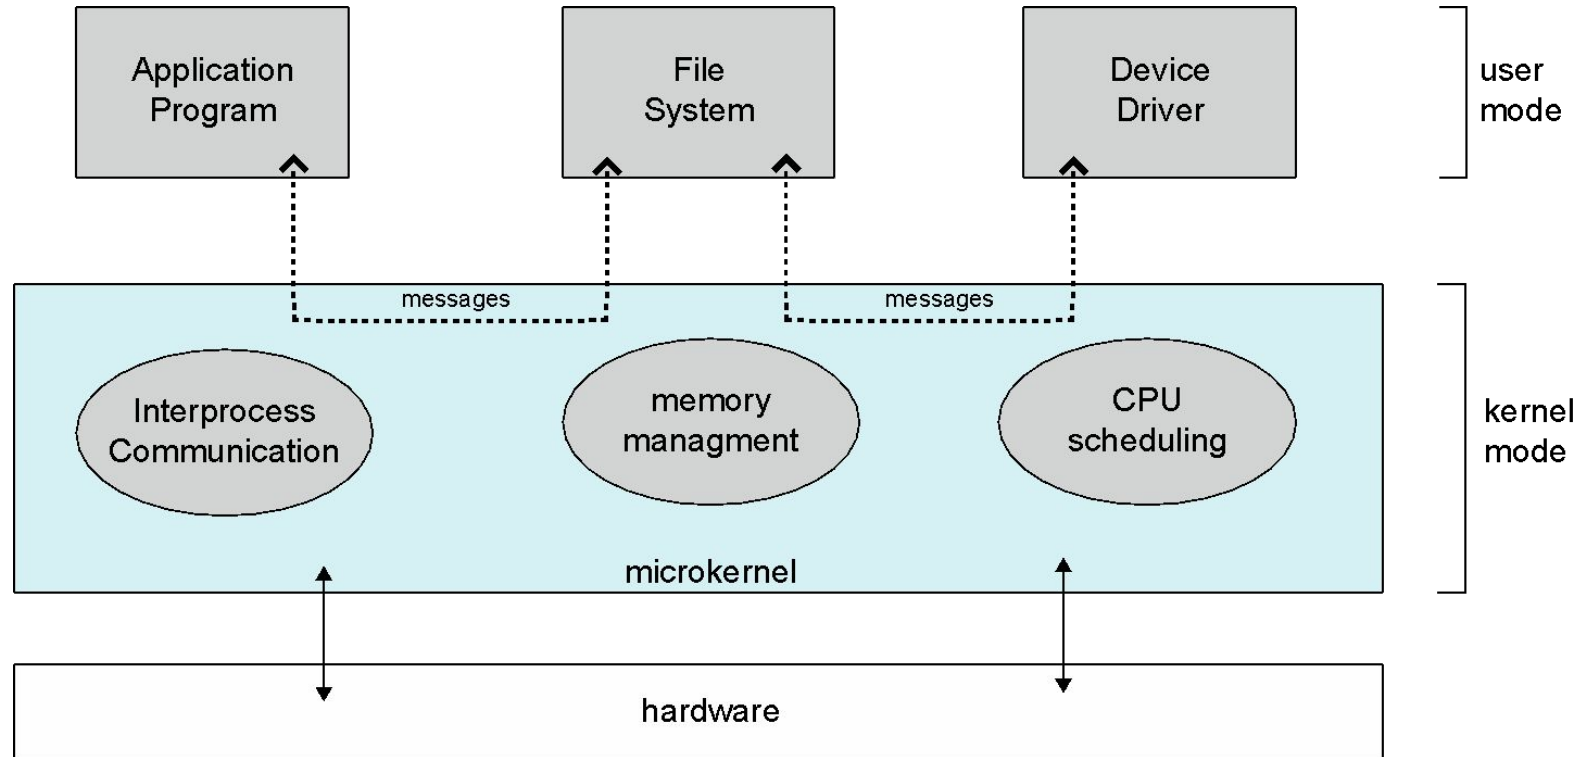 Application
Program
File
System
Device
Driver
user
mode
messages
messages
Interprocess
Communication
memory
managment
CPU
scheduling
kernel
mode
microkernel
hardware